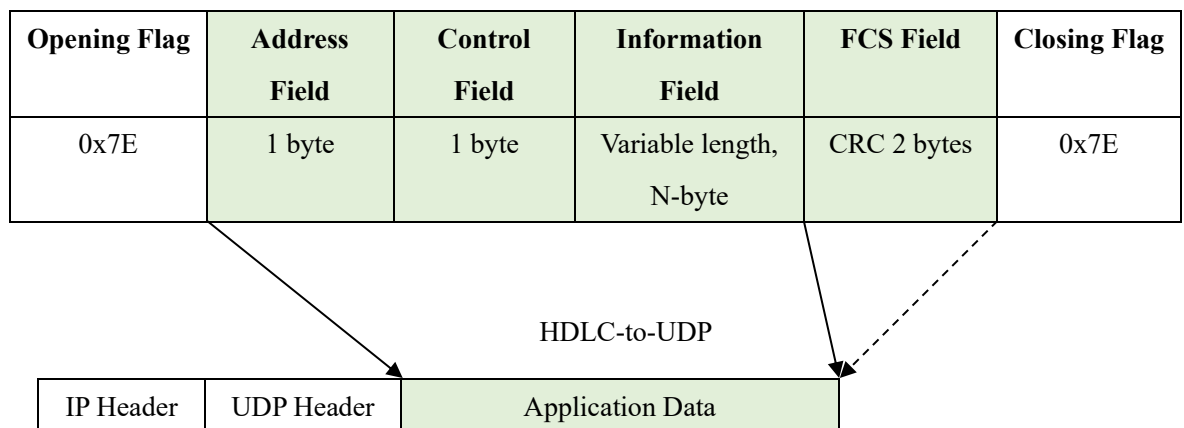 Opening Flag Address Field Control Field Information Field FCS Field Closing Flag
0x7E 1 byte 1 byte Variable length, N-byte CRC 2 bytes 0x7E
HDLC-to-UDP
IP Header UDP Header Application Data